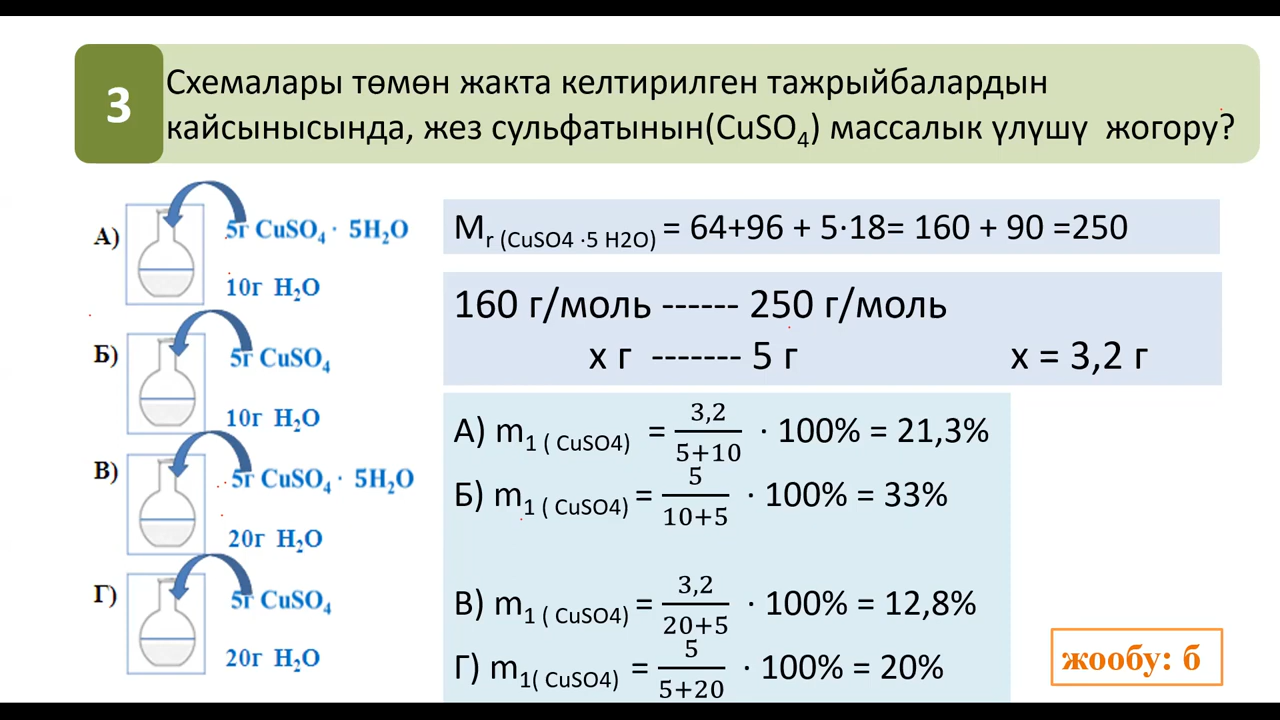 3
Схемалары төмөн жакта келтирилген тажрыйбалардын
кайсынысында, жез сульфатынын(CuSO₄) массалык үлүшү жогору?
А)
5г CuSO₄ · 5H₂O
10г H₂O
Б)
5г CuSO₄
10г H₂O
В)
5г CuSO₄ · 5H₂O
20г H₂O
Г)
5г CuSO₄
20г H₂O
Mr (CuSO4 ·5 H2O) = 64+96 + 5·18= 160 + 90 =250
160 г/моль ------ 250 г/моль
х г ------- 5 г х = 3,2 г
А) m1 ( CuSO4) = 3,2/5+10 · 100% = 21,3%
Б) m1 ( CuSO4) = 5/10+5 · 100% = 33%
В) m1 ( CuSO4) = 3,2/20+5 · 100% = 12,8%
Г) m1( CuSO4) = 5/5+20 · 100% = 20%
жообу: б